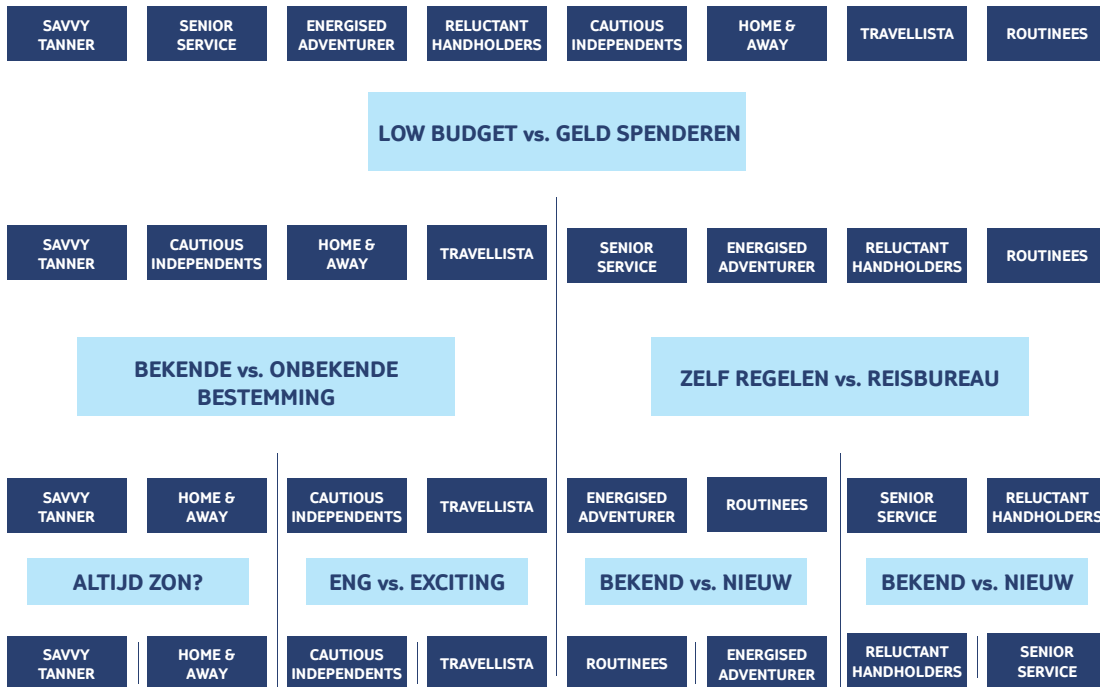 SAVVY
TANNER
SENIOR
SERVICE
ENERGISED
ADVENTURER
RELUCTANT
HANDHOLDERS
CAUTIOUS
INDEPENDENTS
HOME &
AWAY
TRAVELLISTA
ROUTINEES
LOW BUDGET vs. GELD SPENDEREN
SAVVY
TANNER
CAUTIOUS
INDEPENDENTS
HOME &
AWAY
TRAVELLISTA
SENIOR
SERVICE
ENERGISED
ADVENTURER
RELUCTANT
HANDHOLDERS
ROUTINEES
BEKENDE vs. ONBEKENDE
BESTEMMING
ZELF REGELEN vs. REISBUREAU
SAVVY
TANNER
HOME &
AWAY
CAUTIOUS
INDEPENDENTS
TRAVELLISTA
ENERGISED
ADVENTURER
ROUTINEES
SENIOR
SERVICE
RELUCTANT
HANDHOLDERS
ALTIJD ZON?
ENG vs. EXCITING
BEKEND vs. NIEUW
BEKEND vs. NIEUW
SAVVY
TANNER
HOME &
AWAY
CAUTIOUS
INDEPENDENTS
TRAVELLISTA
ROUTINEES
ENERGISED
ADVENTURER
RELUCTANT
HANDHOLDERS
SENIOR
SERVICE